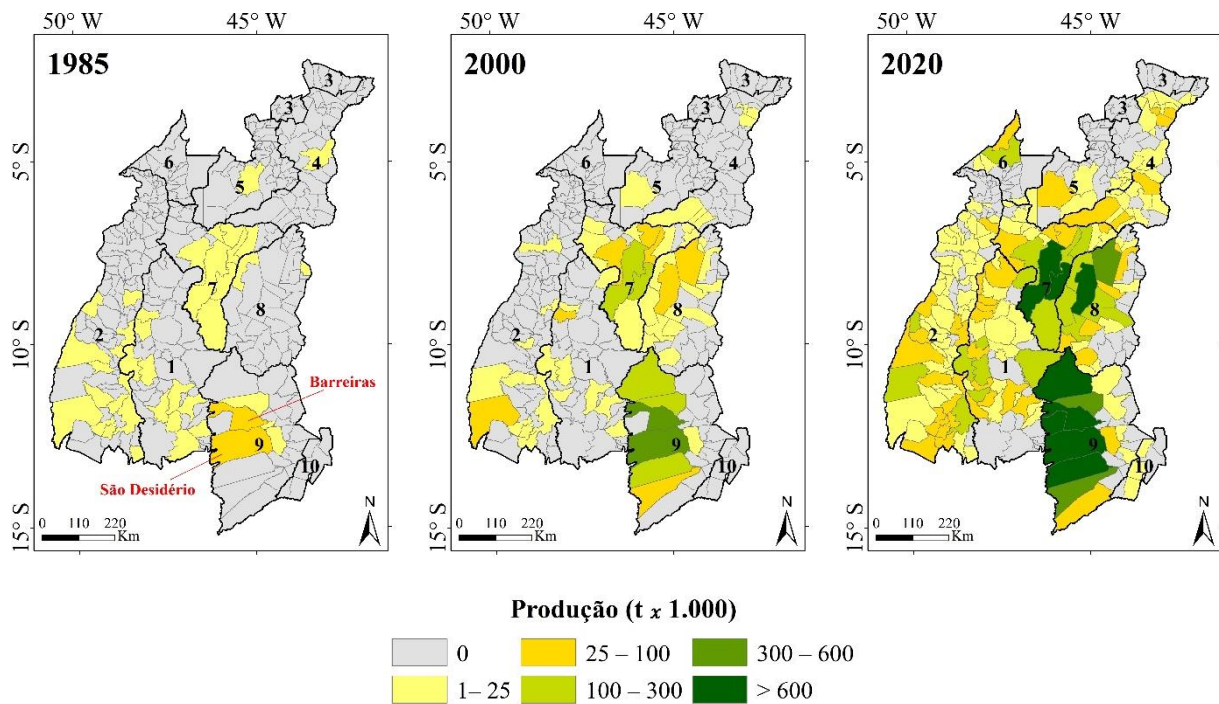 50° W 45° W 50° W 45° W 50° W 45° W
1985
3
3
4
5
6
7
8
2
1
9
10
Barreiras
São Desidério
5° S
10° S
15° S
N
0 110 220
Km
2000
3
3
4
5
6
7
8
2
1
9
10
5° S
10° S
15° S
N
0 110 220
Km
2020
3
3
4
5
6
7
8
2
1
9
10
5° S
10° S
15° S
N
0 110 220
Km
Produção (t x 1.000)
0 25 – 100 300 – 600
1– 25 100 – 300 > 600